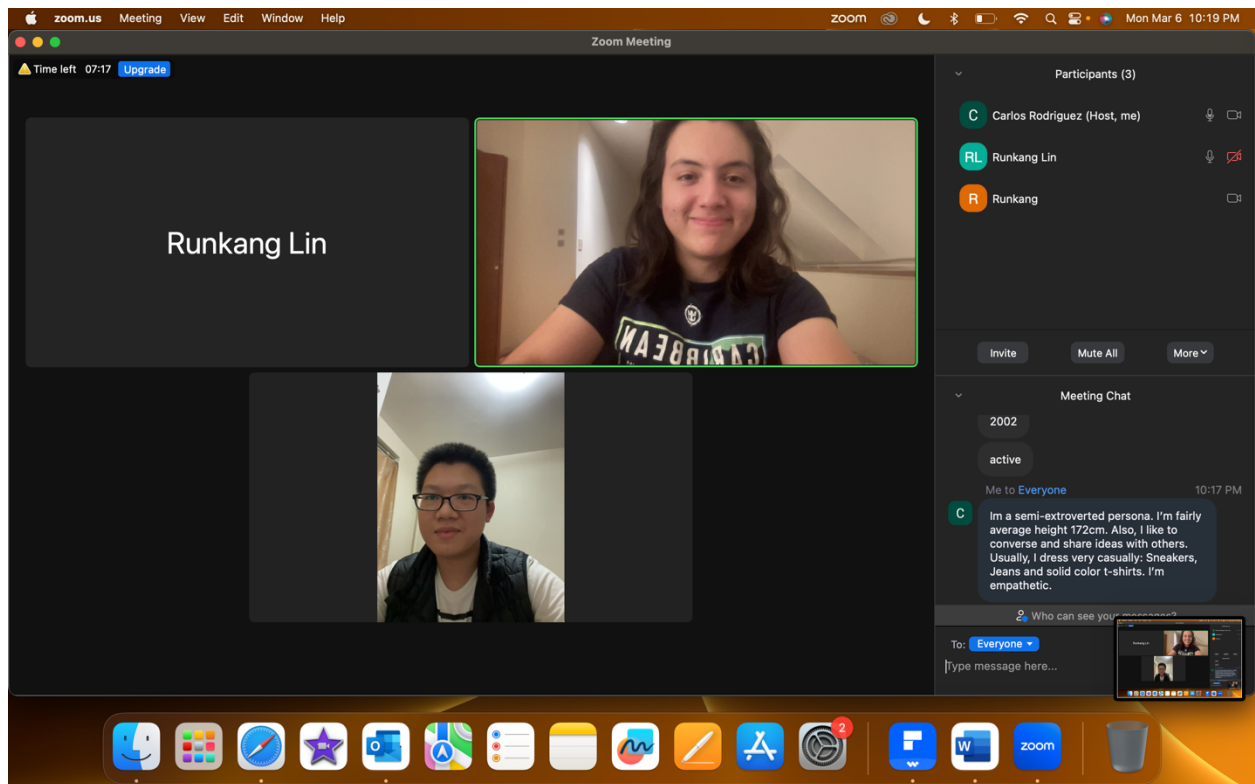 zoom.us Meeting View Edit Window Help zoom Mon Mar 6 10:19 PM
Zoom Meeting
Time left 07:17 Upgrade
Runkang Lin
CARIBBEAN
Participants (3)
C Carlos Rodriguez (Host, me)
RL Runkang Lin
R Runkang
Invite Mute All More
Meeting Chat
2002
active
Me to Everyone 10:17 PM
C
Im a semi-extroverted persona. I'm fairly
average height 172cm. Also, I like to
converse and share ideas with others.
Usually, I dress very casually: Sneakers,
Jeans and solid color t-shirts. I'm
empathetic.
Who can see your messages?
To: Everyone
Type message here...
2
W
zoom